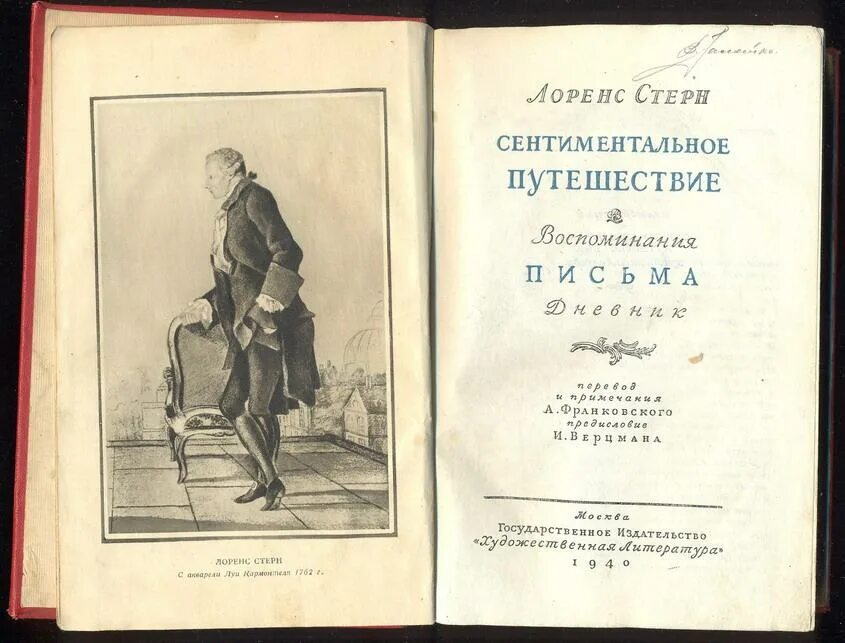 ЛОРЕНС СТЕРН
С акварели Луи Кармонтеля 1762 г.
ЛОРЕНС СТЕРН
СЕНТИМЕНТАЛЬНОЕ
ПУТЕШЕСТВИЕ
Воспоминания
ПИСЬМА
Дневник
перевод
и примечания
А. ФРАНКОВСКОГО
предисловие
И. ВЕРЦМАНА
Москва
ГОСУДАРСТВЕННОЕ ИЗДАТЕЛЬСТВО
«Художественная Литература»
1940